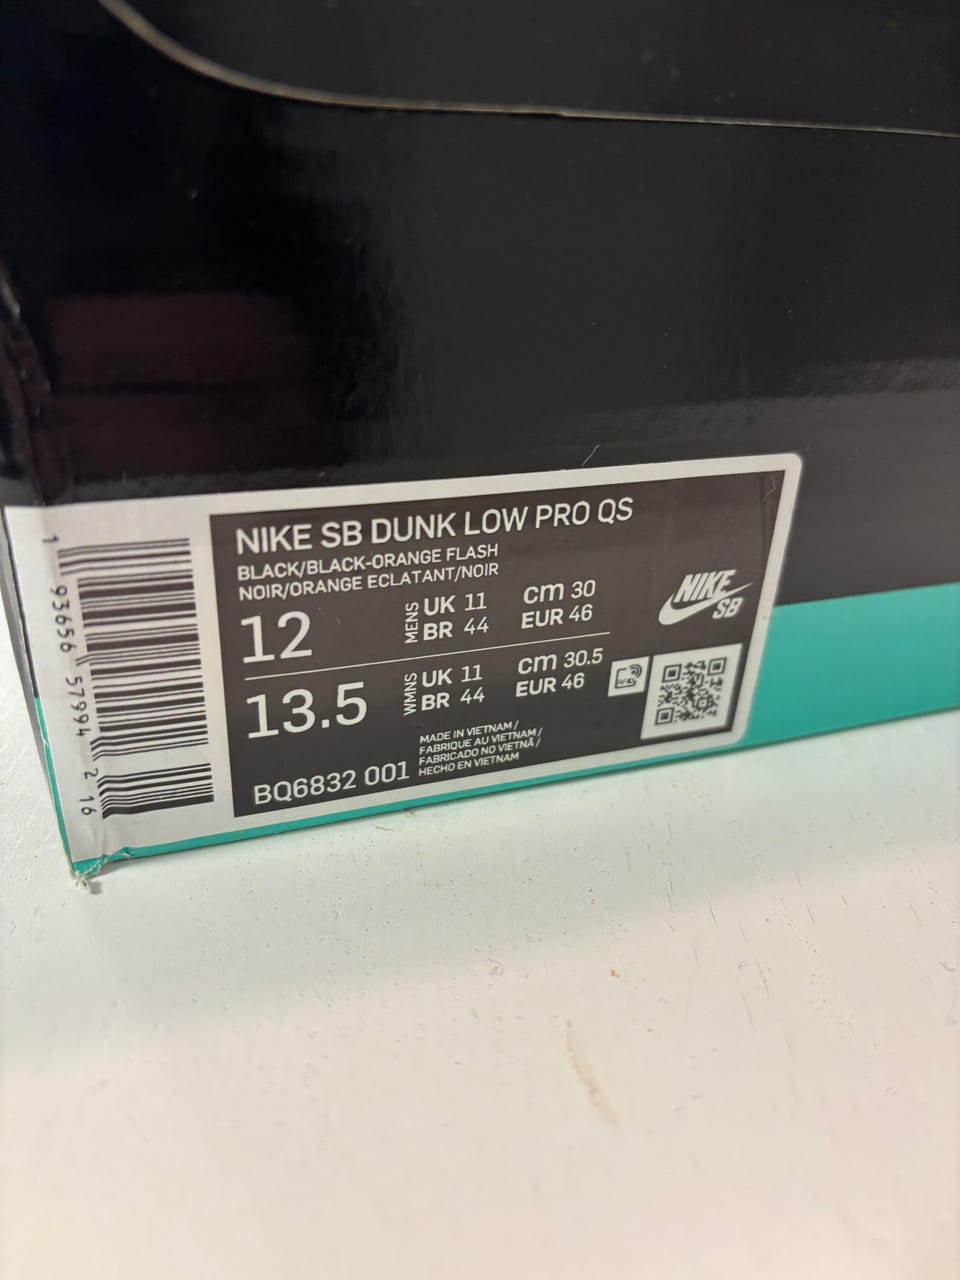 NIKE SB DUNK LOW PRO QS
BLACK/BLACK-ORANGE FLASH
NOIR/ORANGE ECLATANT/NOIR
12 MENS UK 11 cm 30
BR 44 EUR 46
13.5 WMNS UK 11 cm 30.5
BR 44 EUR 46
MADE IN VIETNAM /
FABRIQUE AU VIETNAM /
FABRICADO NO VIETNÃ /
HECHO EN VIETNAM
BQ6832 001
NIKE
SB
RFID
1 93656 57994 2 16